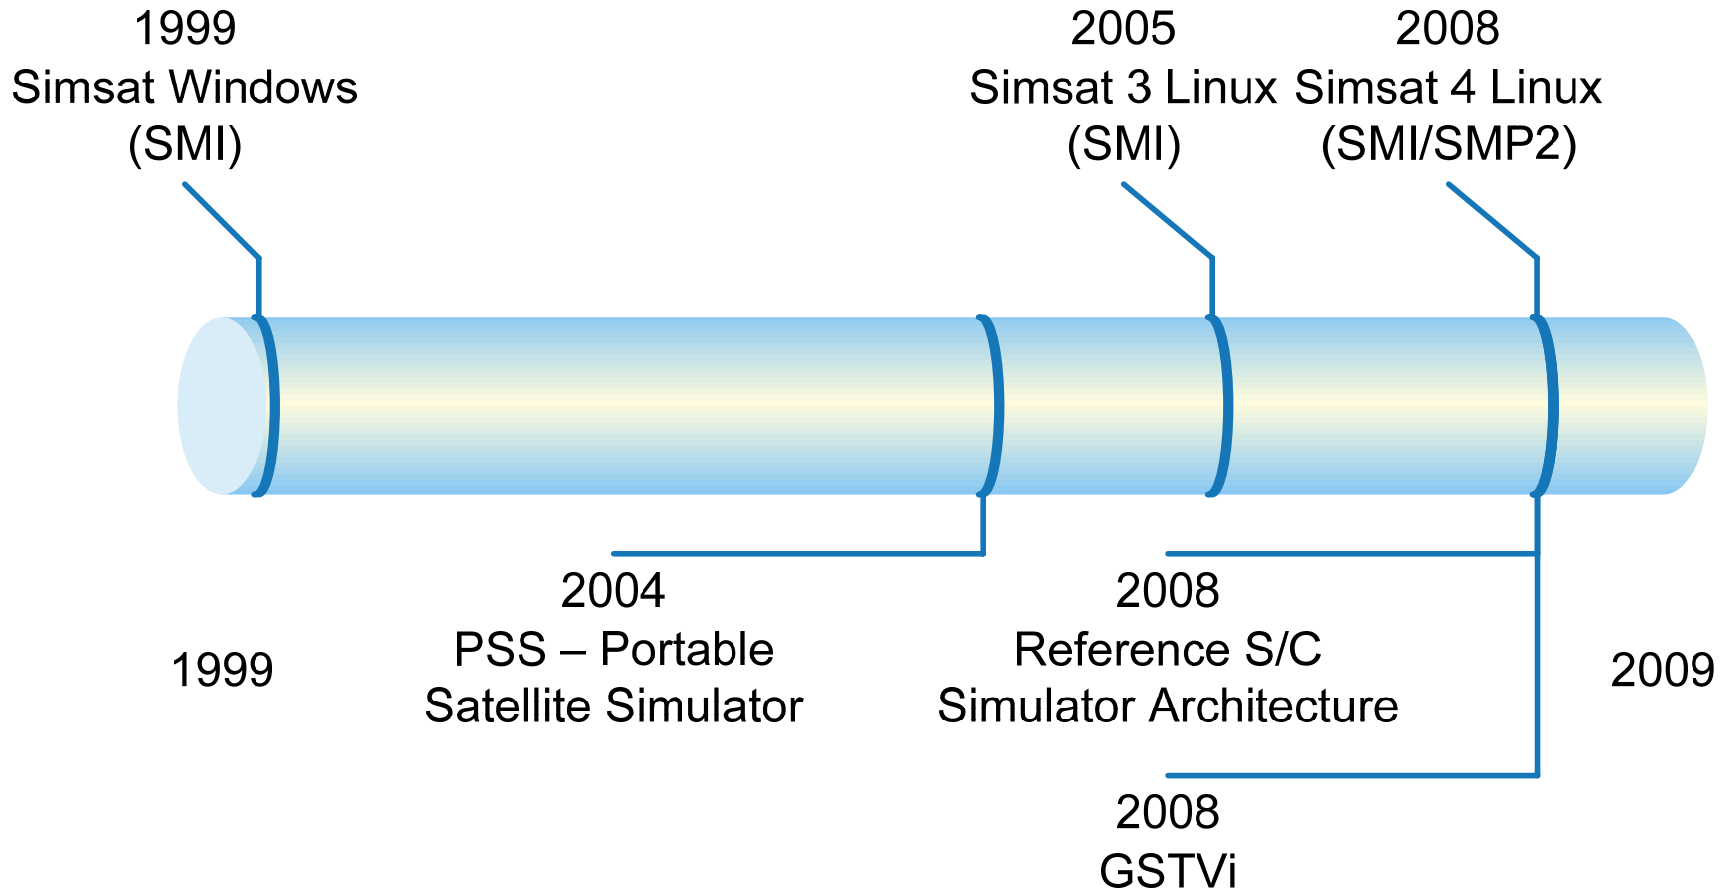 1999
Simsat Windows
(SMI)
2005
Simsat 3 Linux
(SMI)
2008
Simsat 4 Linux
(SMI/SMP2)
2004
PSS – Portable
Satellite Simulator
2008
Reference S/C
Simulator Architecture
1999
2009
2008
GSTVi